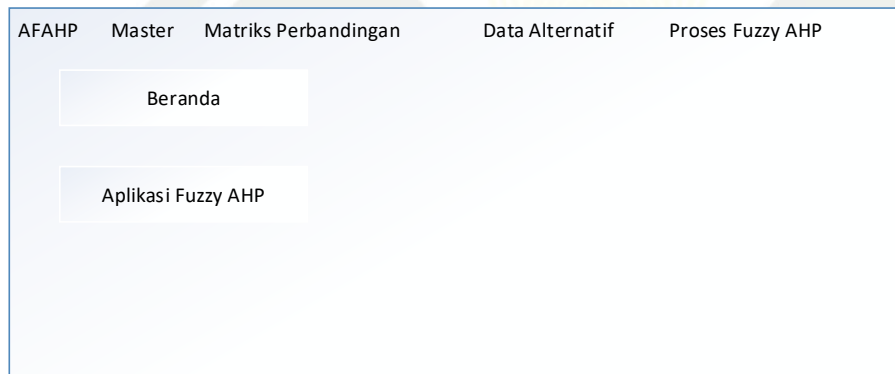 AFAHP Master Matriks Perbandingan Data Alternatif Proses Fuzzy AHP
Beranda
Aplikasi Fuzzy AHP